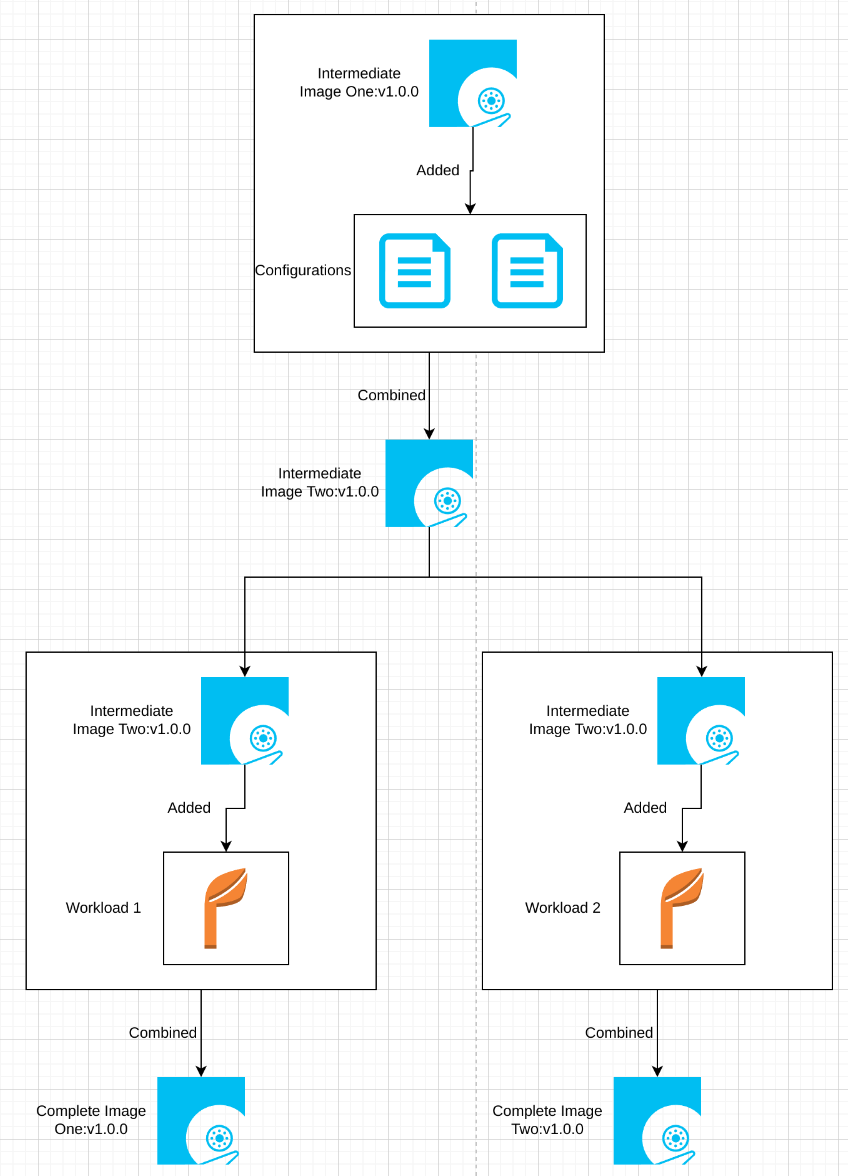 Intermediate
Image One:v1.0.0
Added
Configurations
Combined
Intermediate
Image Two:v1.0.0
Intermediate
Image Two:v1.0.0
Intermediate
Image Two:v1.0.0
Added
Added
Workload 1
Workload 2
Combined
Combined
Complete Image
One:v1.0.0
Complete Image
Two:v1.0.0